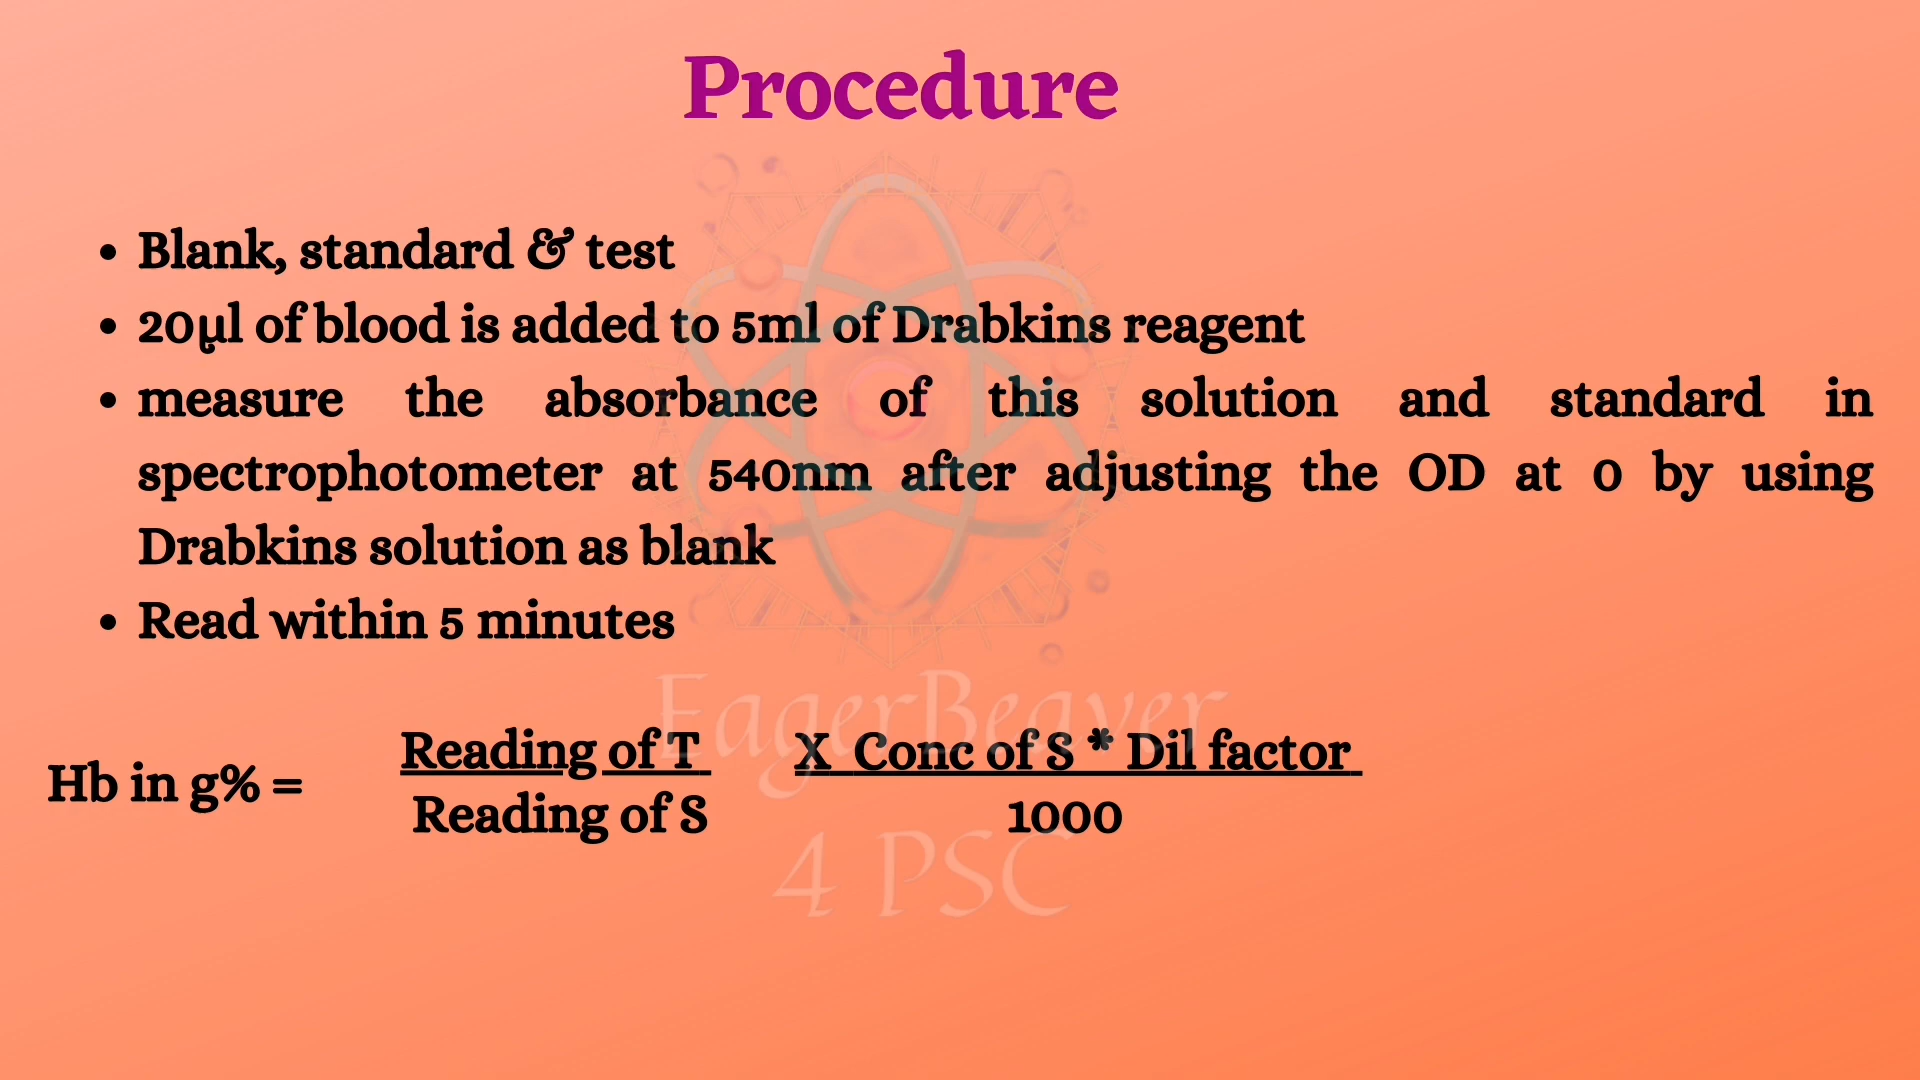 Procedure
• Blank, standard & test
• 20µl of blood is added to 5ml of Drabkins reagent
• measure the absorbance of this solution and standard in
spectrophotometer at 540nm after adjusting the OD at 0 by using
Drabkins solution as blank
• Read within 5 minutes
EagerBeaver
Reading of T X Conc of S * Dil factor
Hb in g% =
Reading of S 1000
4 PSC